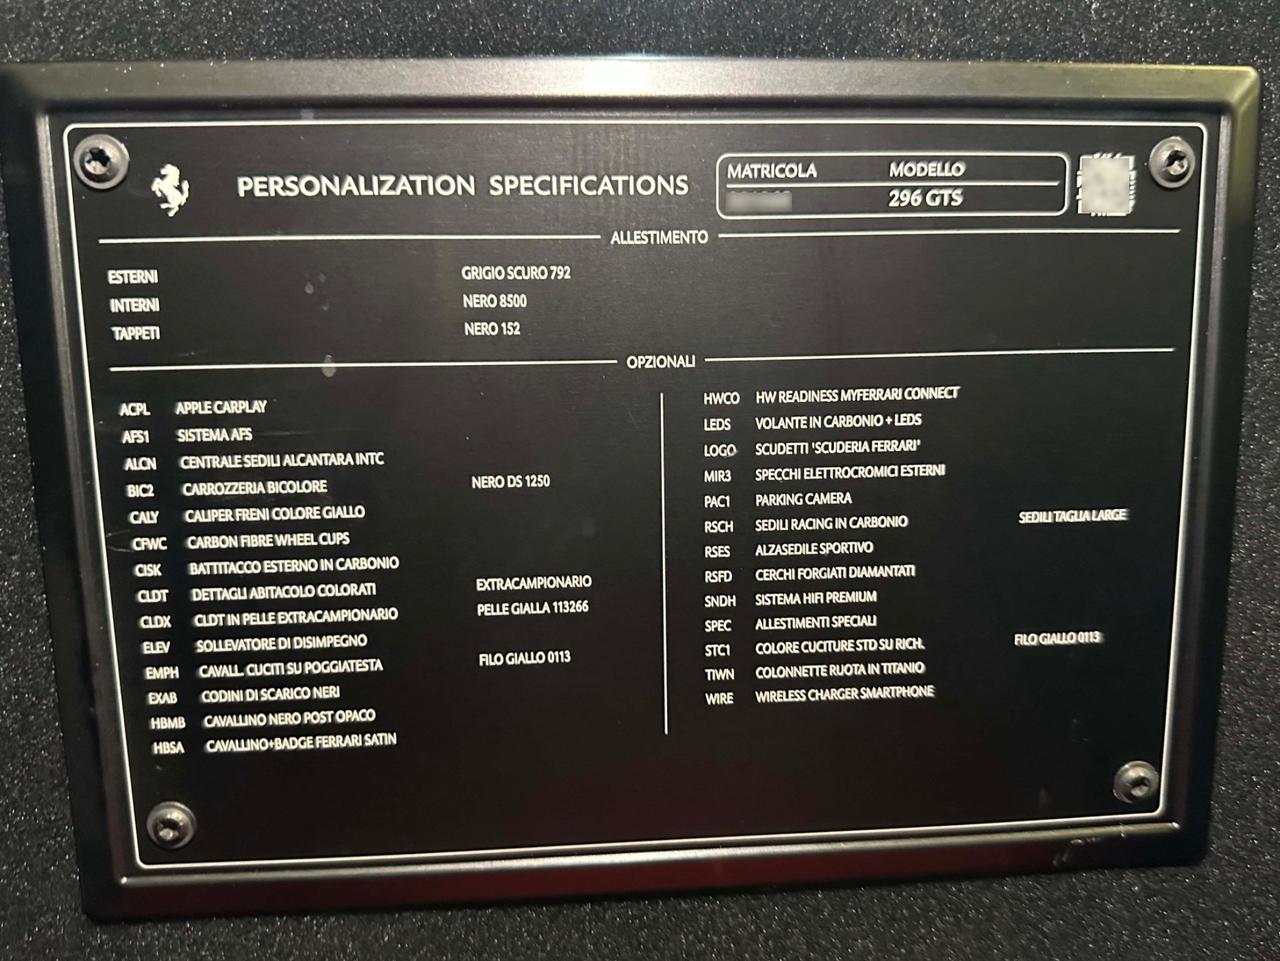 PERSONALIZATION SPECIFICATIONS
MATRICOLA MODELLO
296 GTS
ALLESTIMENTO
ESTERNI GRIGIO SCURO 792
INTERNI NERO 8500
TAPPETI NERO 152
OPZIONALI
ACPL APPLE CARPLAY
AFS1 SISTEMA AFS
ALCN CENTRALE SEDILI ALCANTARA INTC
BIC2 CARROZZERIA BICOLORE NERO DS 1250
CALY CALIPER FRENI COLORE GIALLO
CFWC CARBON FIBRE WHEEL CUPS
CISK BATTITACCO ESTERNO IN CARBONIO
CLDT DETTAGLI ABITACOLO COLORATI EXTRACAMPIONARIO
CLDX CLDT IN PELLE EXTRACAMPIONARIO PELLE GIALLA 113266
ELEV SOLLEVATORE DI DISIMPEGNO
EMPH CAVALL. CUCITI SU POGGIATESTA FILO GIALLO 0113
EXAB CODINI DI SCARICO NERI
HBMB CAVALLINO NERO POST OPACO
HBSA CAVALLINO+BADGE FERRARI SATIN
HWCO HW READINESS MYFERRARI CONNECT
LEDS VOLANTE IN CARBONIO + LEDS
LOGO SCUDETTI 'SCUDERIA FERRARI'
MIR3 SPECCHI ELETTROCROMICI ESTERNI
PAC1 PARKING CAMERA
RSCH SEDILI RACING IN CARBONIO SEDILI TAGLIA LARGE
RSES ALZASEDILE SPORTIVO
RSFD CERCHI FORGIATI DIAMANTATI
SNDH SISTEMA HIFI PREMIUM
SPEC ALLESTIMENTI SPECIALI
STC1 COLORE CUCITURE STD SU RICH. FILO GIALLO 0113
TIWN COLONNETTE RUOTA IN TITANIO
WIRE WIRELESS CHARGER SMARTPHONE